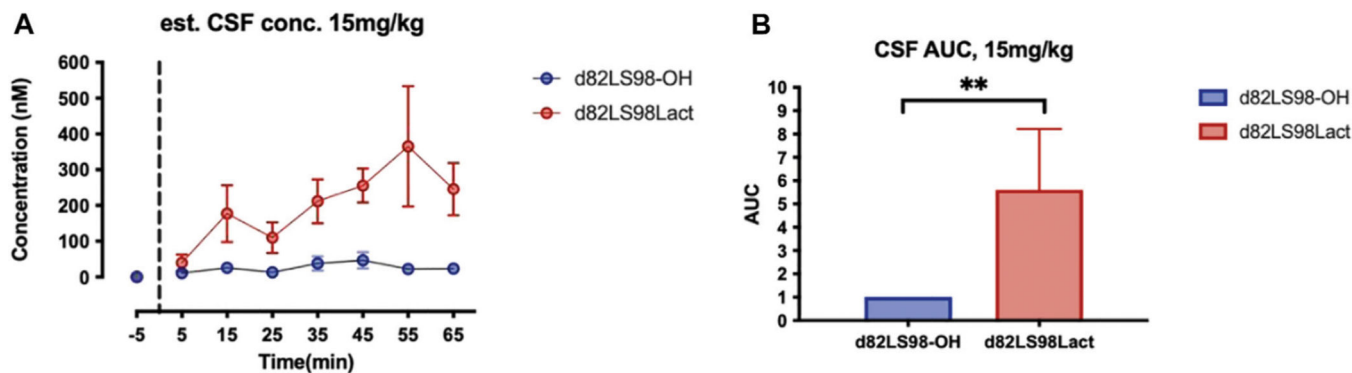 A
est. CSF conc. 15mg/kg
Concentration (nM)
600
500
400
300
200
100
0
-5 5 15 25 35 45 55 65
Time(min)
d82LS98-OH
d82LS98Lact
B
CSF AUC, 15mg/kg
**
AUC
10
9
8
7
6
5
4
3
2
1
0
d82LS98-OH d82LS98Lact
d82LS98-OH
d82LS98Lact